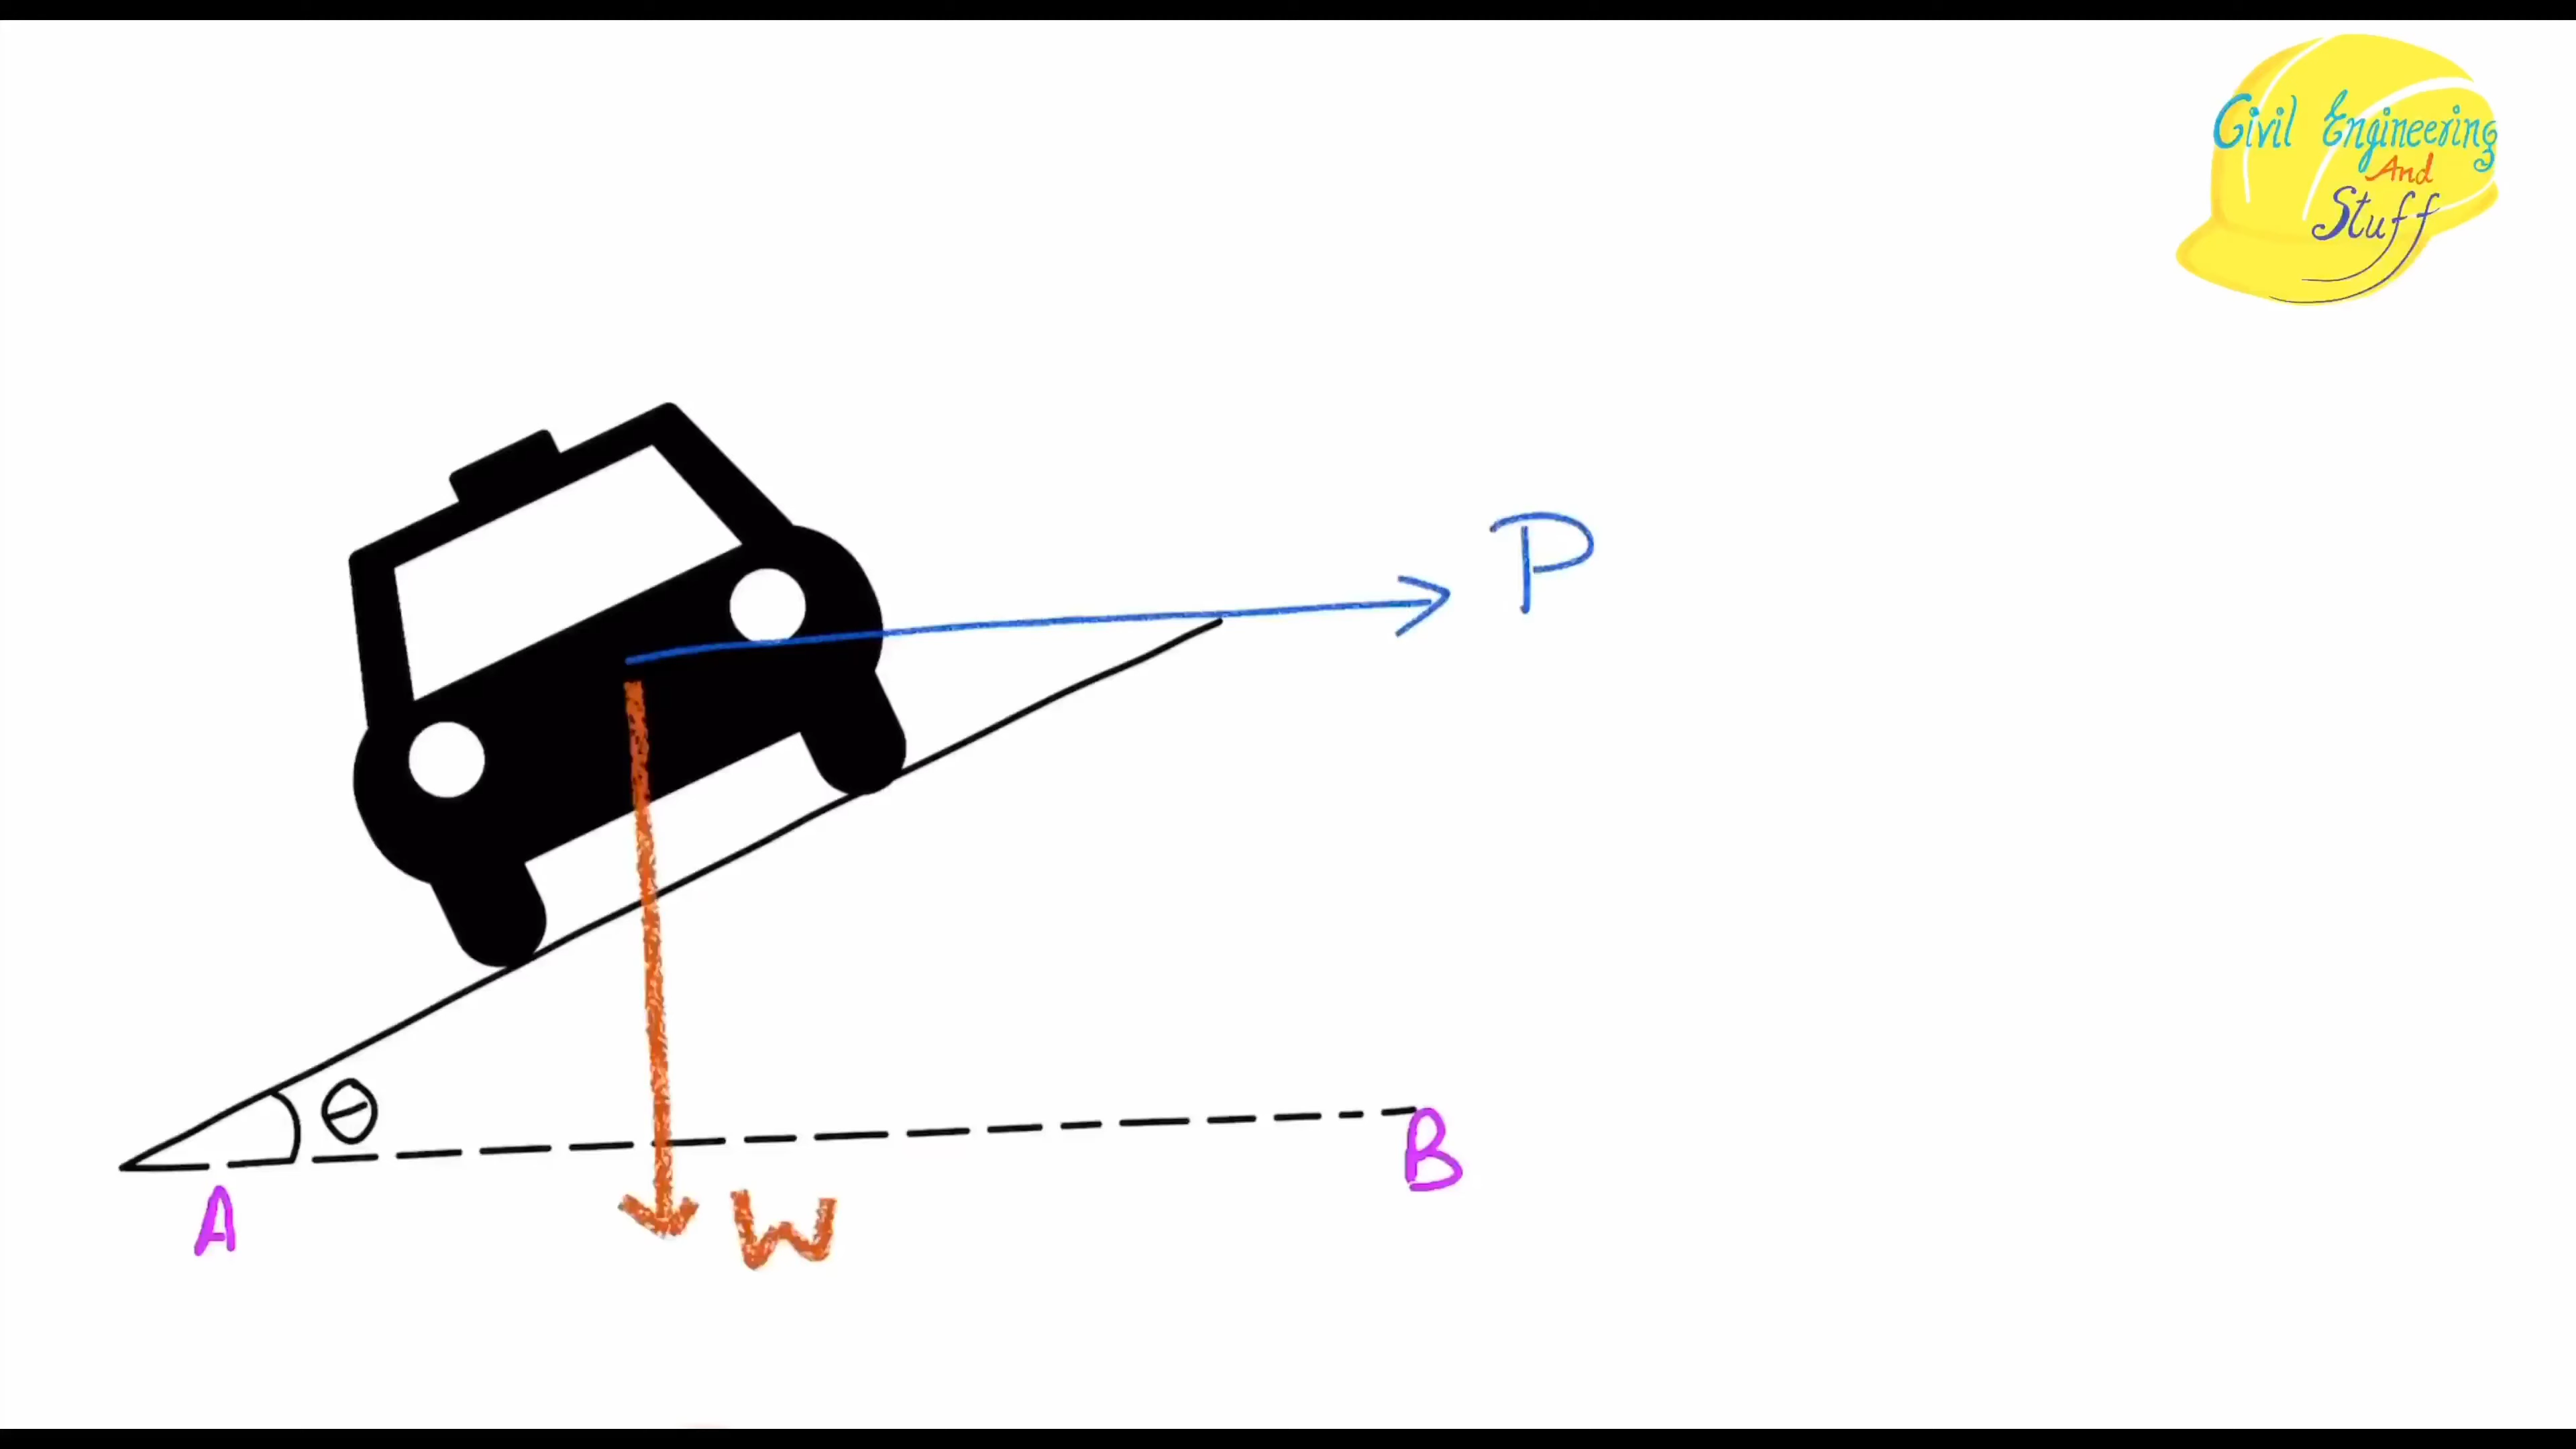 Civil Engineering
And
Stuff
P
θ
A
B
W